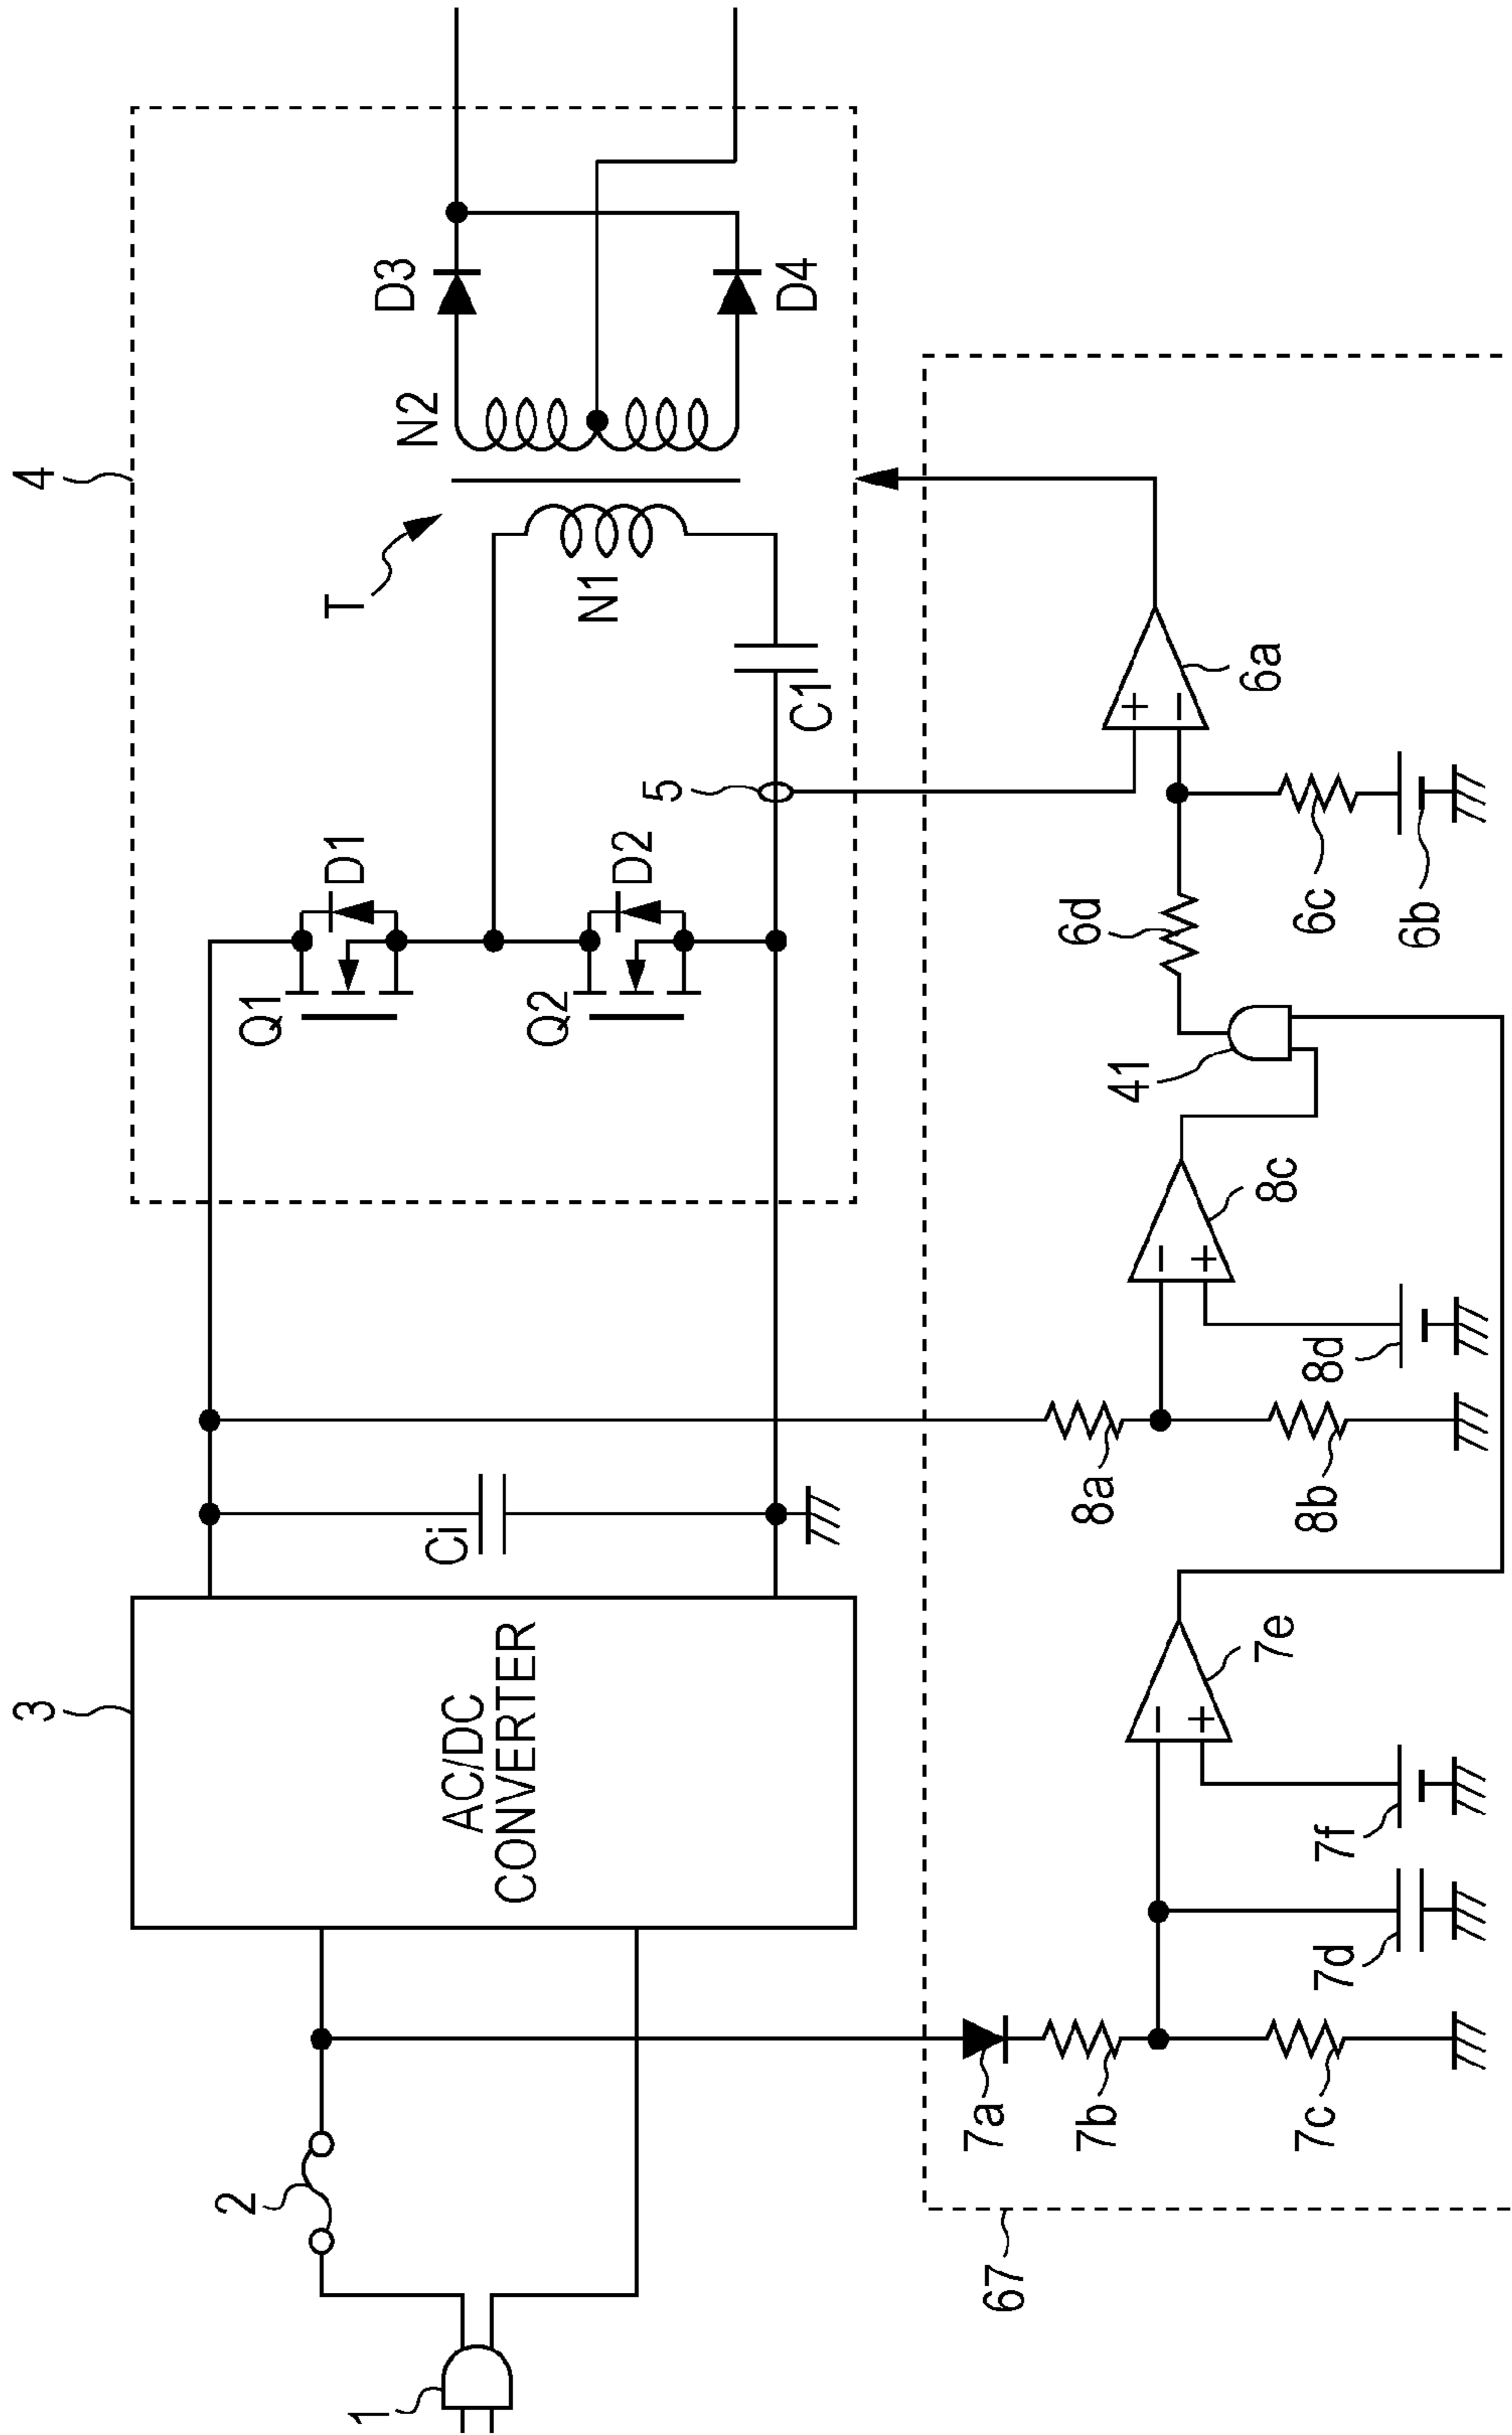 4
T
N2
D3
D4
N1
C1
5
Q1
D1
Q2
D2
3
AC/DC
CONVERTER
Ci
2
1
67
7a
7b
7c
7d
7f
−
+
7e
8a
8b
8d
−
+
8c
41
6d
6c
6b
+
−
6a